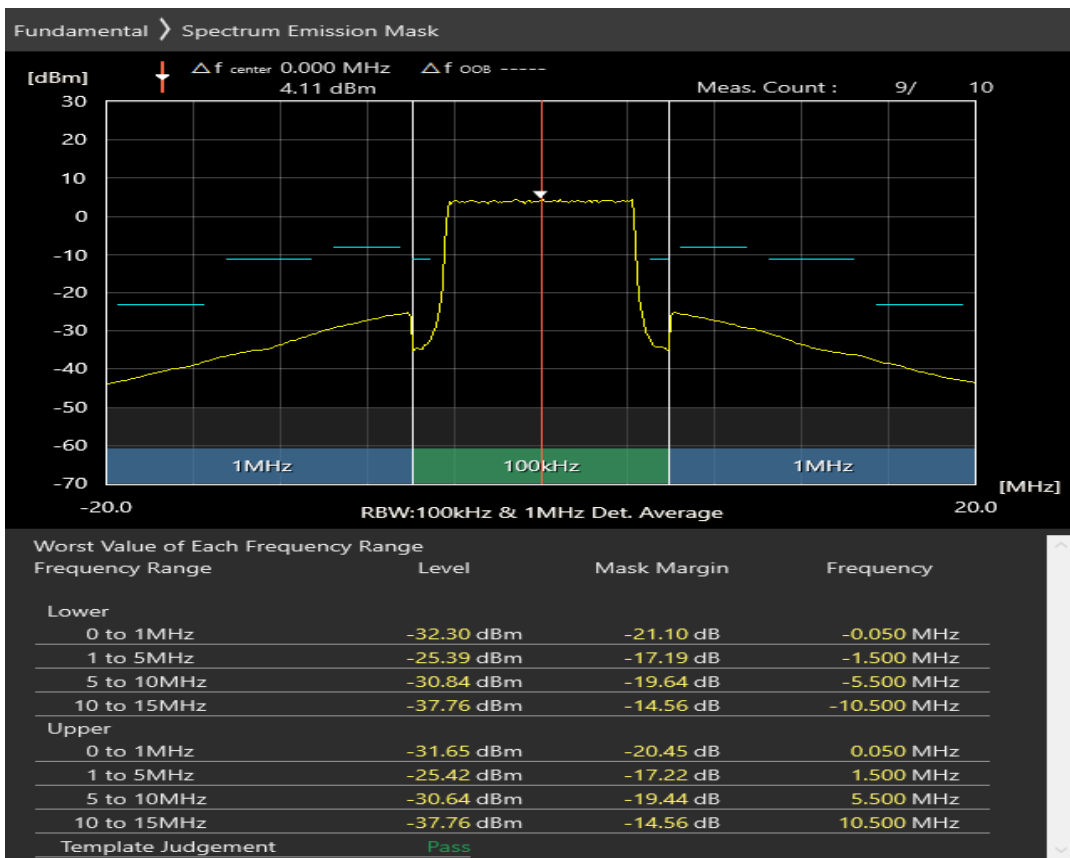 Fundamental 》 Spectrum Emission Mask
[dBm] △f center 0.000 MHz △f OOB -----
4.11 dBm Meas. Count : 9/ 10
30
20
10
0
-10
-20
-30
-40
-50
-60
-70
1MHz 100kHz 1MHz
[MHz]
-20.0 RBW:100kHz & 1MHz Det. Average 20.0
Worst Value of Each Frequency Range
Frequency Range Level Mask Margin Frequency
Lower
0 to 1MHz -32.30 dBm -21.10 dB -0.050 MHz
1 to 5MHz -25.39 dBm -17.19 dB -1.500 MHz
5 to 10MHz -30.84 dBm -19.64 dB -5.500 MHz
10 to 15MHz -37.76 dBm -14.56 dB -10.500 MHz
Upper
0 to 1MHz -31.65 dBm -20.45 dB 0.050 MHz
1 to 5MHz -25.42 dBm -17.22 dB 1.500 MHz
5 to 10MHz -30.64 dBm -19.44 dB 5.500 MHz
10 to 15MHz -37.76 dBm -14.56 dB 10.500 MHz
Template Judgement Pass